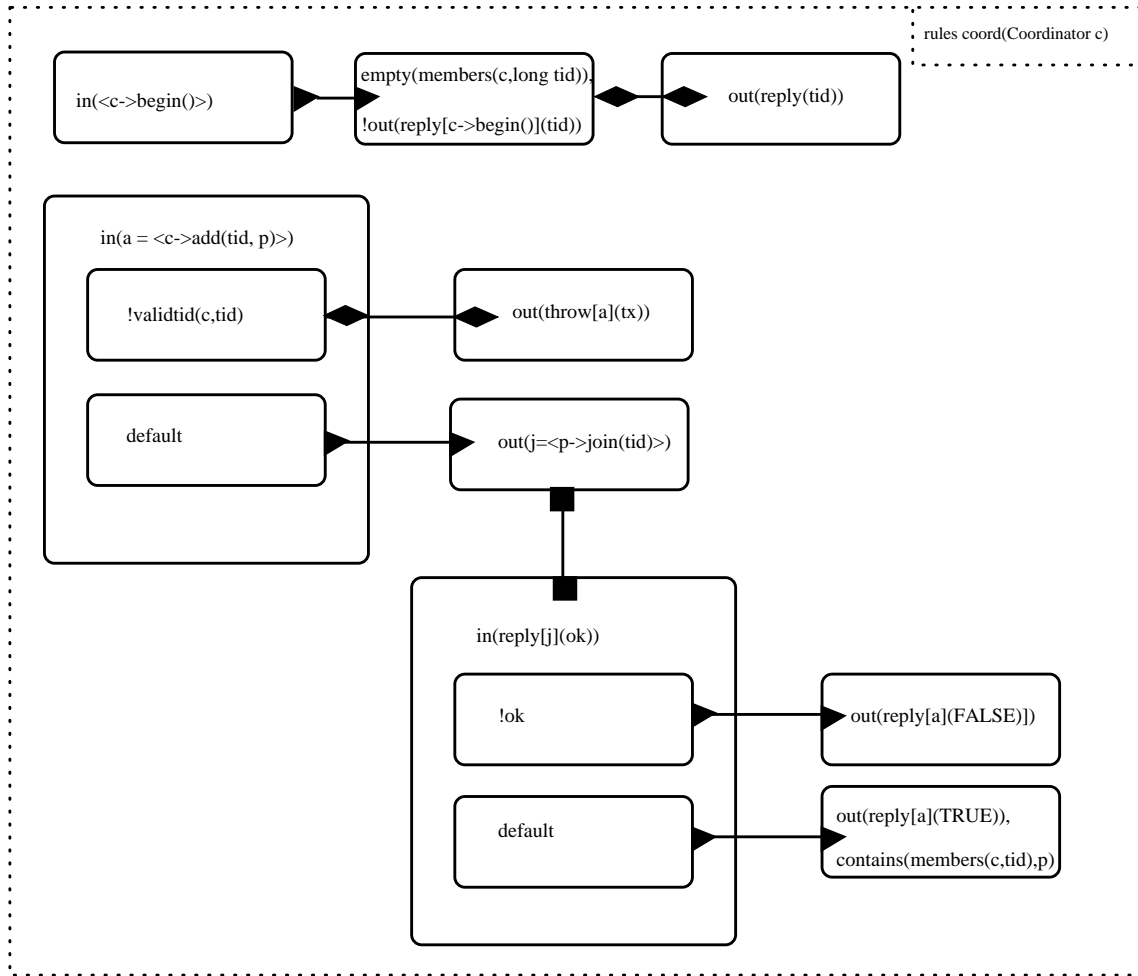 rules coord(Coordinator c)
in(<c->begin()>)
empty(members(c,long tid)),
!out(reply[c->begin()](tid))
out(reply(tid))
in(a = <c->add(tid, p)>)
!validtid(c,tid)
out(throw[a](tx))
default
out(j=<p->join(tid)>)
in(reply[j](ok))
!ok
out(reply[a](FALSE)])
default
out(reply[a](TRUE)),
contains(members(c,tid),p)